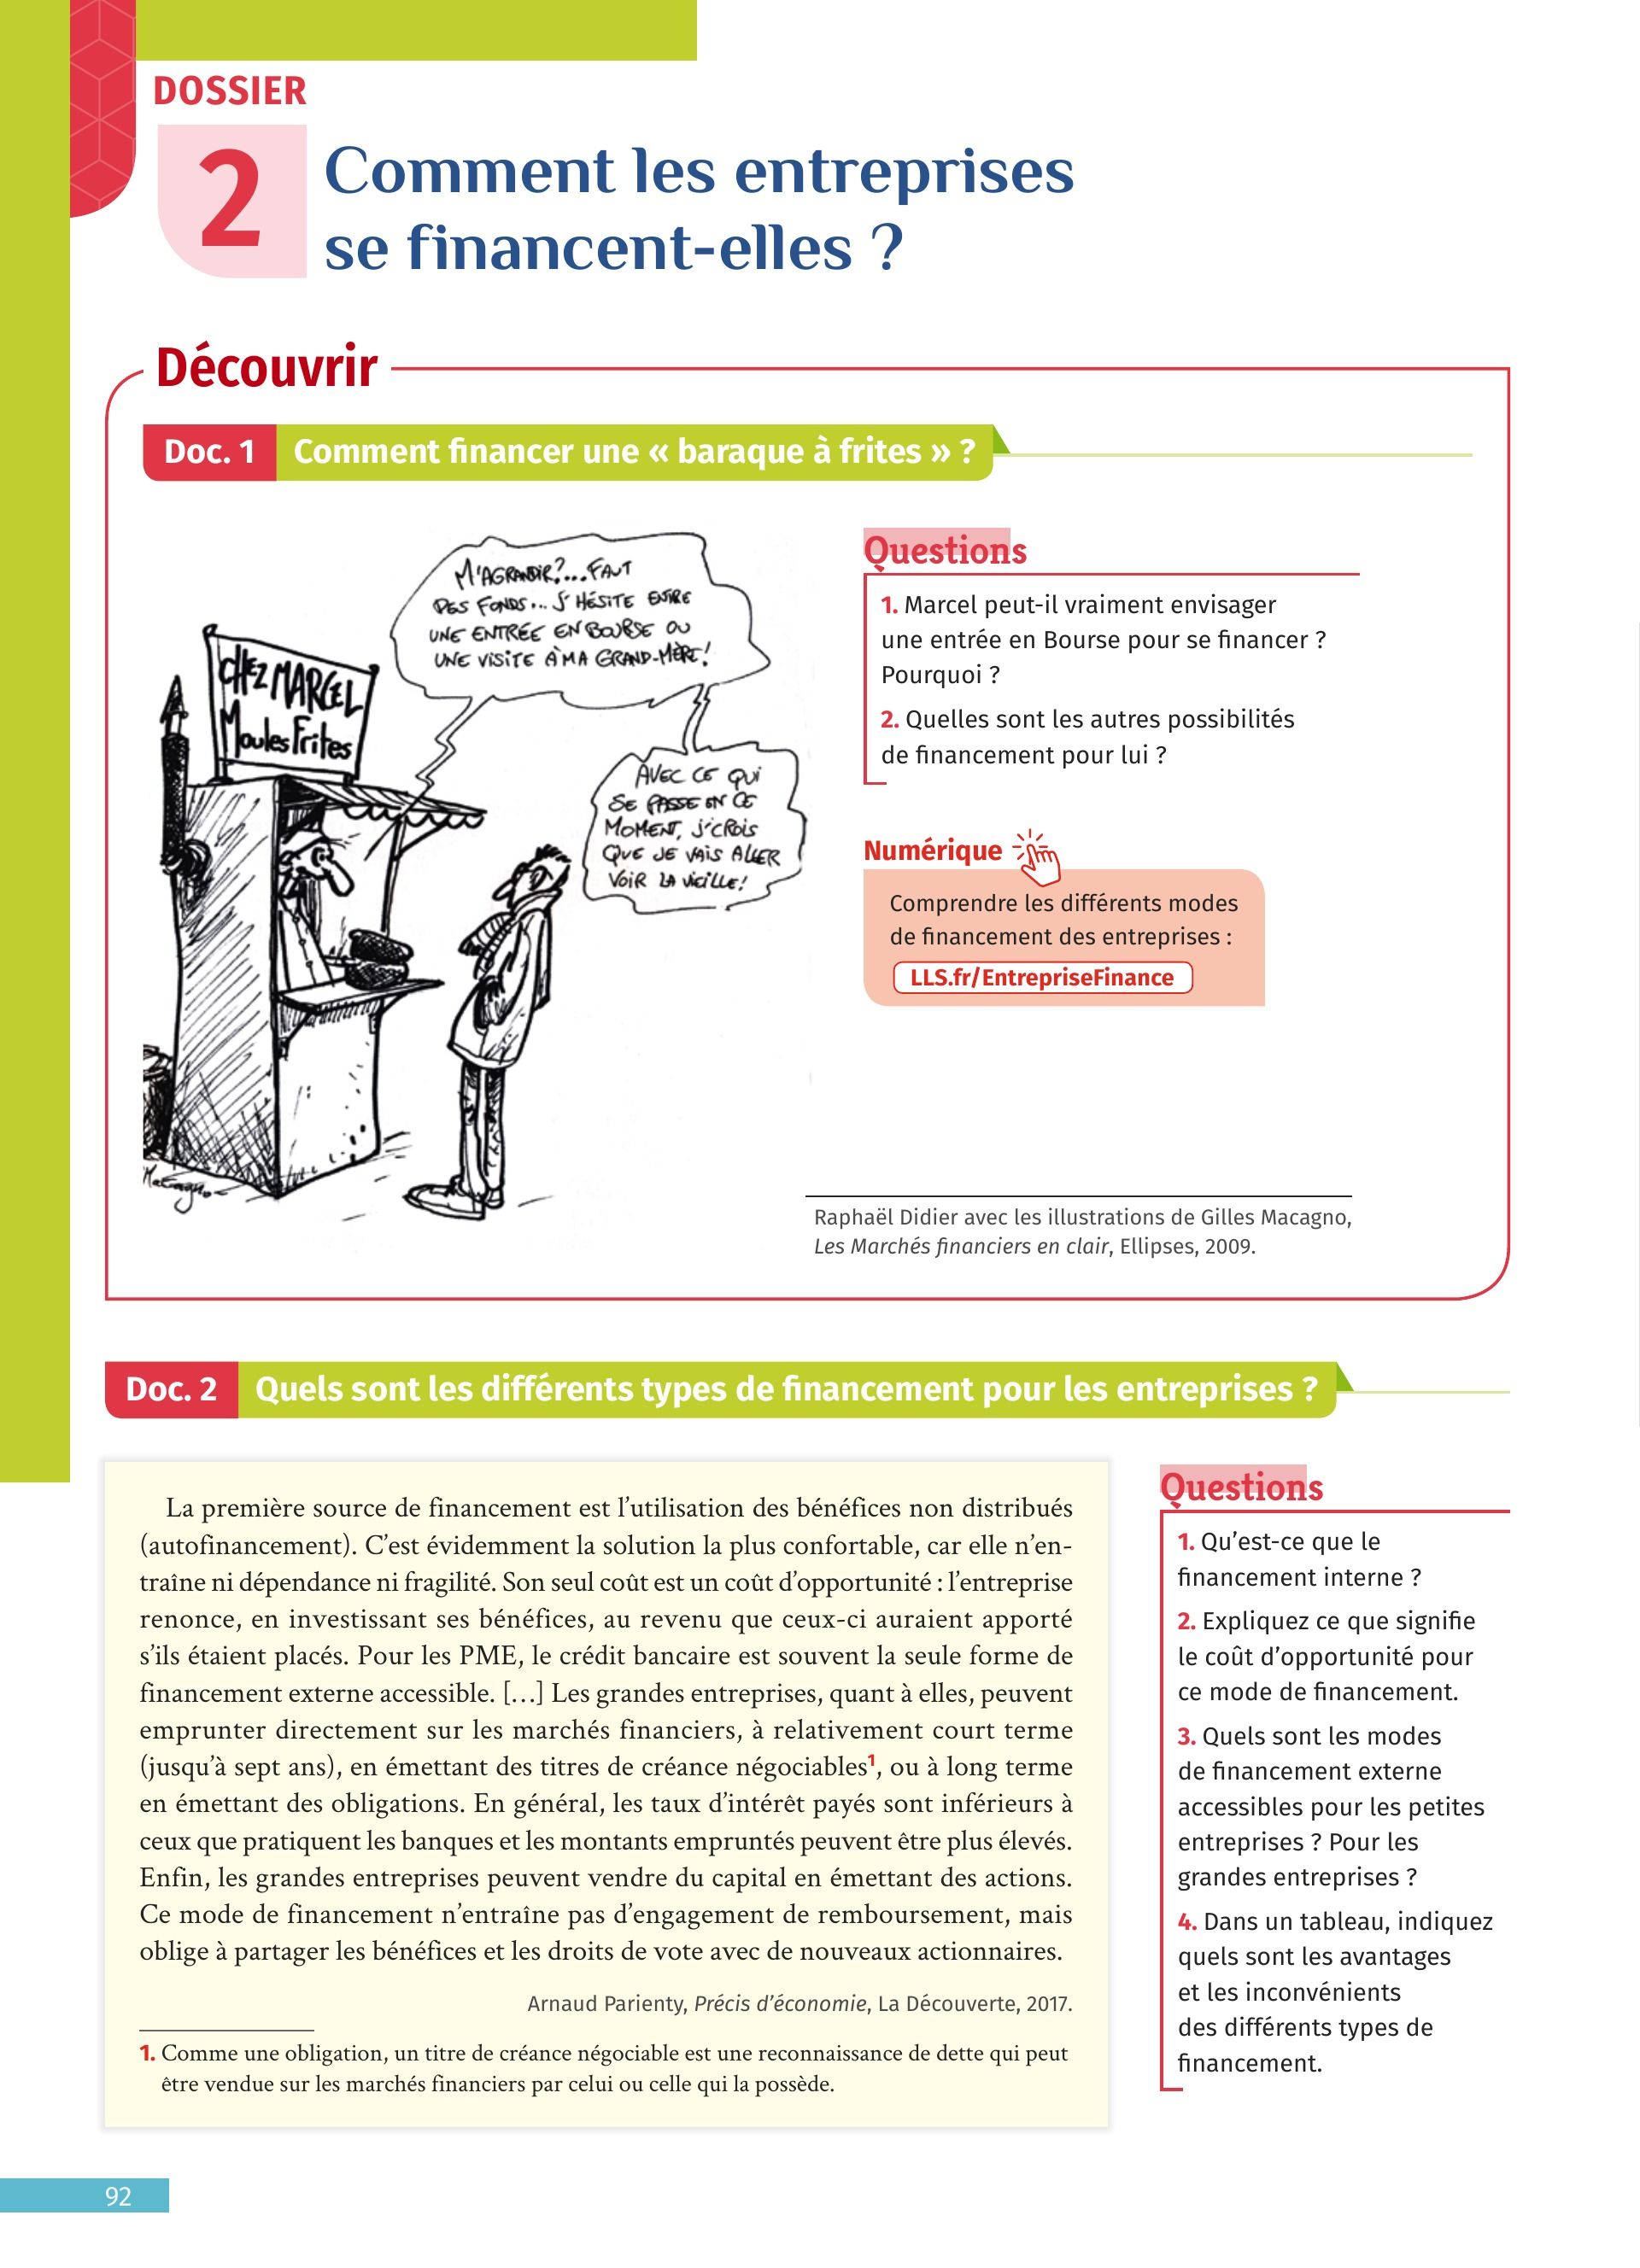 DOSSIER
2
Comment les entreprises
se financent-elles ?
Découvrir
Doc. 1 Comment financer une « baraque à frites » ?
M'AGRANDIR?...FAUT
DES FONDS... J'HÉSITE ENTRE
UNE ENTRÉE EN BOURSE OU
UNE VISITE À MA GRAND-MÈRE!
CHEZ MARCEL
Moules Frites
AVEC CE QUI
SE PASSE EN CE
MOMENT, J'CROIS
QUE JE VAIS ALLER
VOIR LA VIEILLE!
Questions
1. Marcel peut-il vraiment envisager
une entrée en Bourse pour se financer ?
Pourquoi ?
2. Quelles sont les autres possibilités
de financement pour lui ?
Numérique
Comprendre les différents modes
de financement des entreprises :
LLS.fr/EntrepriseFinance
Raphaël Didier avec les illustrations de Gilles Macagno,
Les Marchés financiers en clair, Ellipses, 2009.
Doc. 2 Quels sont les différents types de financement pour les entreprises ?
La première source de financement est l'utilisation des bénéfices non distribués
(autofinancement). C'est évidemment la solution la plus confortable, car elle n'en-
traîne ni dépendance ni fragilité. Son seul coût est un coût d'opportunité : l'entreprise
renonce, en investissant ses bénéfices, au revenu que ceux-ci auraient apporté
s'ils étaient placés. Pour les PME, le crédit bancaire est souvent la seule forme de
financement externe accessible. […] Les grandes entreprises, quant à elles, peuvent
emprunter directement sur les marchés financiers, à relativement court terme
(jusqu'à sept ans), en émettant des titres de créance négociables1, ou à long terme
en émettant des obligations. En général, les taux d'intérêt payés sont inférieurs à
ceux que pratiquent les banques et les montants empruntés peuvent être plus élevés.
Enfin, les grandes entreprises peuvent vendre du capital en émettant des actions.
Ce mode de financement n'entraîne pas d'engagement de remboursement, mais
oblige à partager les bénéfices et les droits de vote avec de nouveaux actionnaires.
Arnaud Parienty, Précis d'économie, La Découverte, 2017.
1. Comme une obligation, un titre de créance négociable est une reconnaissance de dette qui peut
être vendue sur les marchés financiers par celui ou celle qui la possède.
Questions
1. Qu'est-ce que le
financement interne ?
2. Expliquez ce que signifie
le coût d'opportunité pour
ce mode de financement.
3. Quels sont les modes
de financement externe
accessibles pour les petites
entreprises ? Pour les
grandes entreprises ?
4. Dans un tableau, indiquez
quels sont les avantages
et les inconvénients
des différents types de
financement.
92